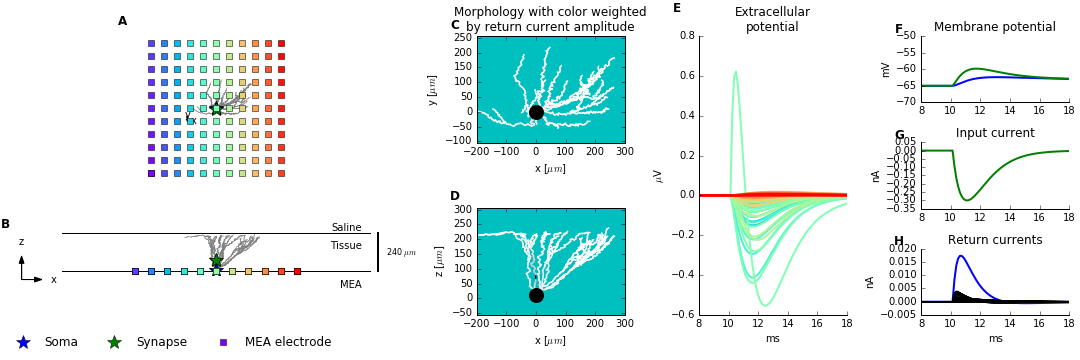 A
y
x
B
z
x
Saline
Tissue
MEA
240 μm
Soma
Synapse
MEA electrode
Morphology with color weighted
by return current amplitude
C
250
200
150
100
50
0
−50
−100
y [μm]
−200 −100 0 100 200 300
x [μm]
D
300
250
200
150
100
50
0
−50
z [μm]
−200 −100 0 100 200 300
x [μm]
E
Extracellular
potential
0.8
0.6
0.4
0.2
0.0
−0.2
−0.4
−0.6
μV
8 10 12 14 16 18
ms
F
Membrane potential
−50
−55
−60
−65
−70
mV
8 10 12 14 16 18
G
Input current
0.05
0.00
−0.05
−0.10
−0.15
−0.20
−0.25
−0.30
−0.35
nA
8 10 12 14 16 18
H
Return currents
0.020
0.015
0.010
0.005
0.000
−0.005
nA
8 10 12 14 16 18
ms